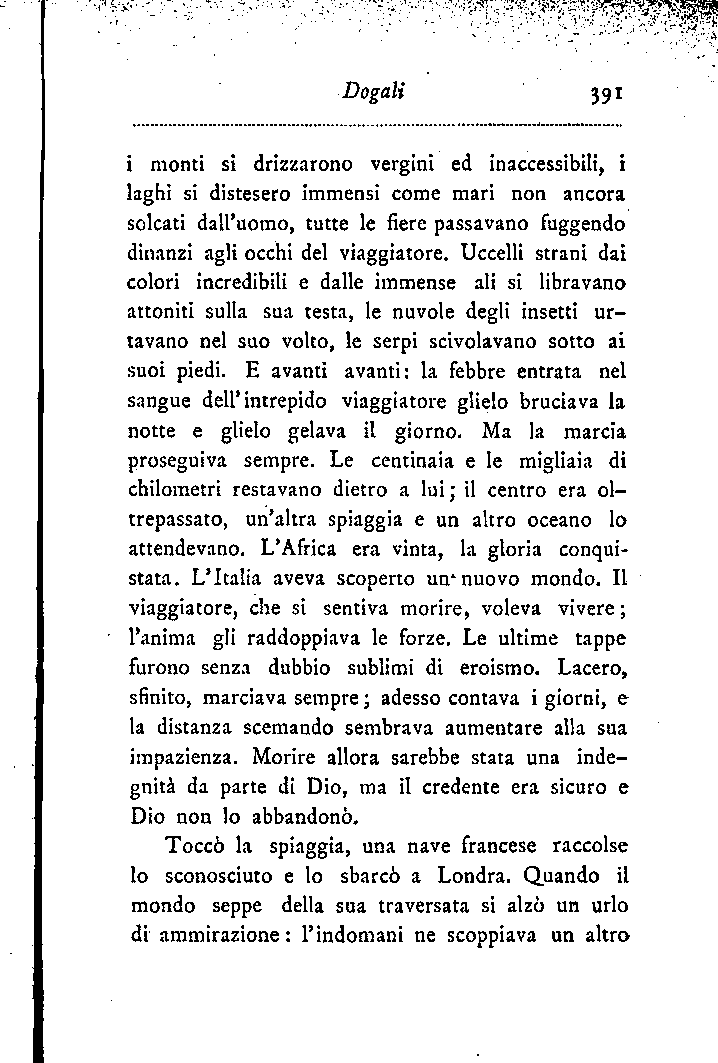 Dogali 391
i monti si drizzarono vergini ed inaccessibili, i
laghi si distesero immensi come mari non ancora
solcati dall'uomo, tutte le fiere passavano fuggendo
dinanzi agli occhi del viaggiatore. Uccelli strani dai
colori incredibili e dalle immense ali si libravano
attoniti sulla sua testa, le nuvole degli insetti ur-
tavano nel suo volto, le serpi scivolavano sotto ai
suoi piedi. E avanti avanti: la febbre entrata nel
sangue dell'intrepido viaggiatore glielo bruciava la
notte e glielo gelava il giorno. Ma la marcia
proseguiva sempre. Le centinaia e le migliaia di
chilometri restavano dietro a lui; il centro era ol-
trepassato, un'altra spiaggia e un altro oceano lo
attendevano. L'Africa era vinta, la gloria conqui-
stata. L'Italia aveva scoperto un nuovo mondo. Il
viaggiatore, che si sentiva morire, voleva vivere;
l'anima gli raddoppiava le forze. Le ultime tappe
furono senza dubbio sublimi di eroismo. Lacero,
sfinito, marciava sempre; adesso contava i giorni, e
la distanza scemando sembrava aumentare alla sua
impazienza. Morire allora sarebbe stata una inde-
gnità da parte di Dio, ma il credente era sicuro e
Dio non lo abbandonò.
Toccò la spiaggia, una nave francese raccolse
lo sconosciuto e lo sbarcò a Londra. Quando il
mondo seppe della sua traversata si alzò un urlo
di ammirazione: l'indomani ne scoppiava un altro